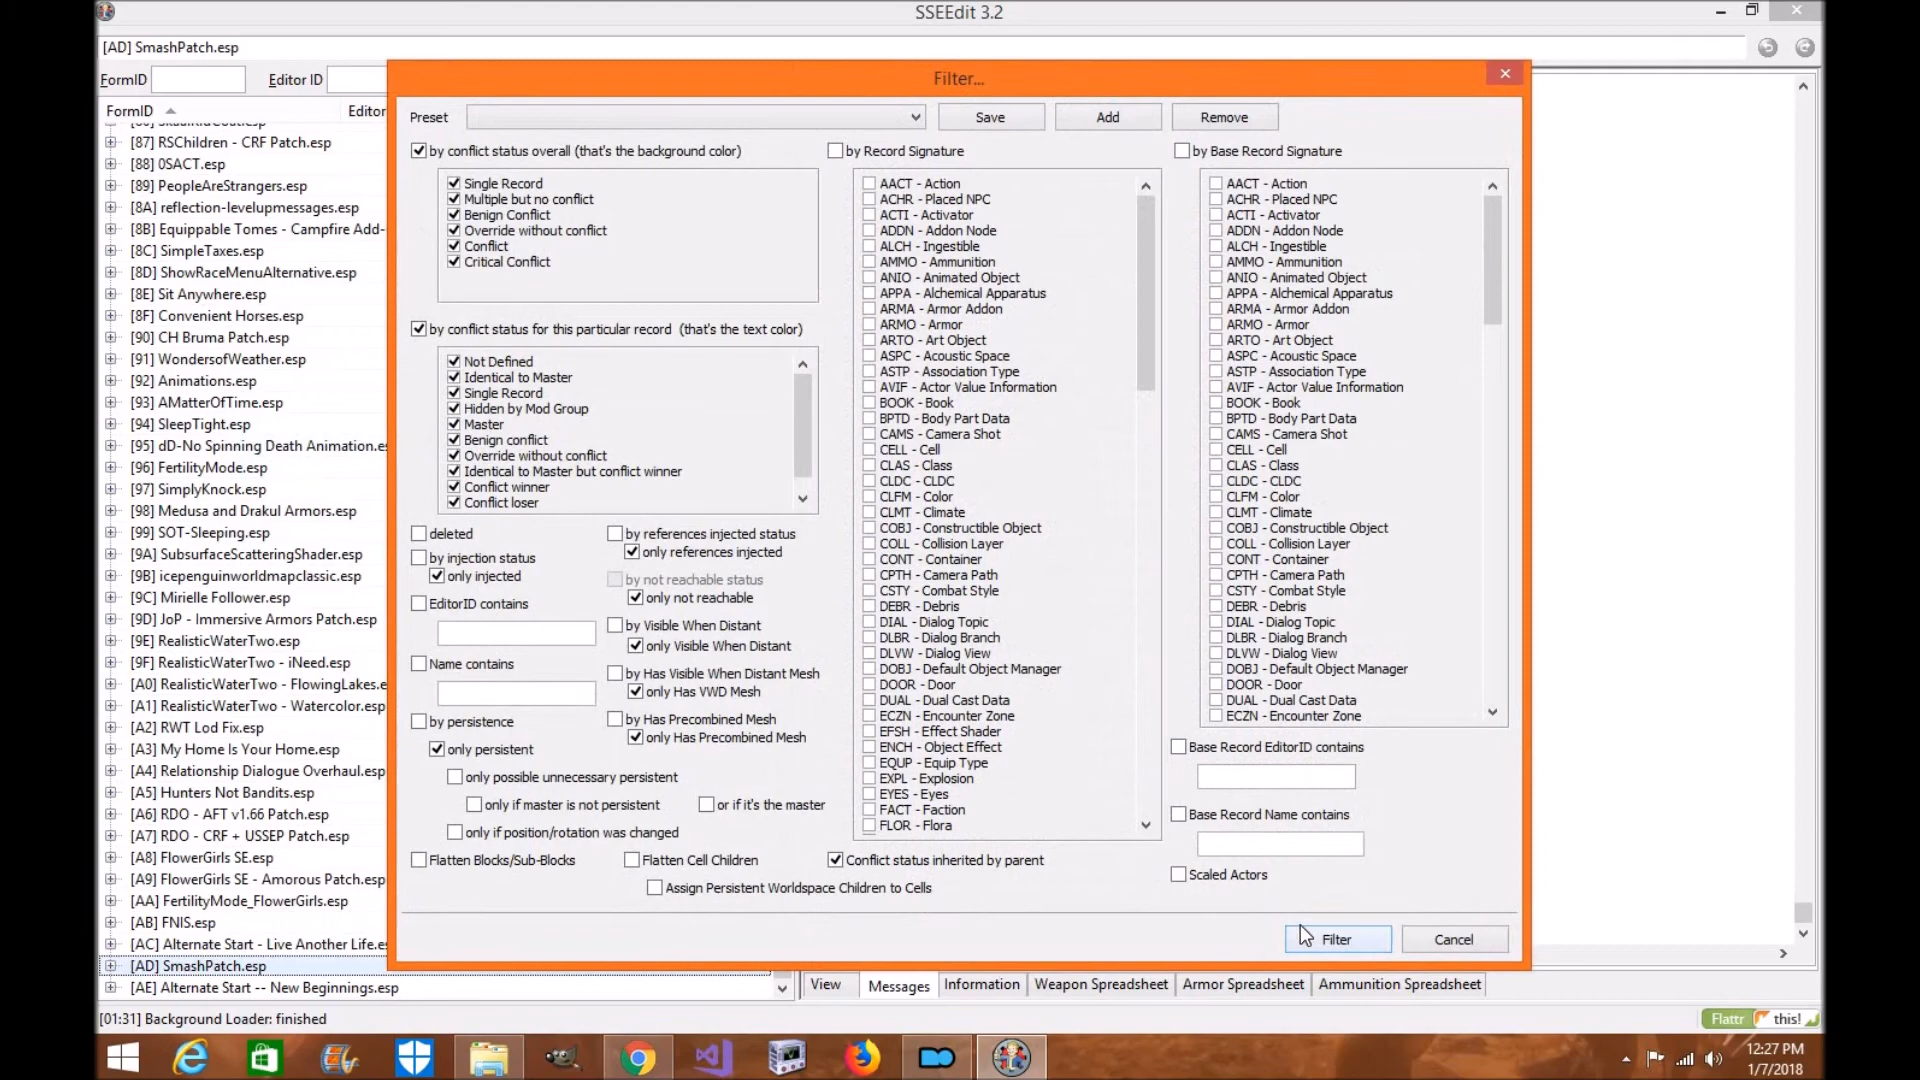 SSEEdit 3.2
[AD] SmashPatch.esp
FormID
Editor ID
FormID
Editor
[87] RSChildren - CRF Patch.esp
[88] 0SACT.esp
[89] PeopleAreStrangers.esp
[8A] reflection-levelupmessages.esp
[8B] Equippable Tomes - Campfire Add-
[8C] SimpleTaxes.esp
[8D] ShowRaceMenuAlternative.esp
[8E] Sit Anywhere.esp
[8F] Convenient Horses.esp
[90] CH Bruma Patch.esp
[91] WondersofWeather.esp
[92] Animations.esp
[93] AMatterOfTime.esp
[94] SleepTight.esp
[95] dD-No Spinning Death Animation.es
[96] FertilityMode.esp
[97] SimplyKnock.esp
[98] Medusa and Drakul Armors.esp
[99] SOT-Sleeping.esp
[9A] SubsurfaceScatteringShader.esp
[9B] icepenguinworldmapclassic.esp
[9C] Mirielle Follower.esp
[9D] JoP - Immersive Armors Patch.esp
[9E] RealisticWaterTwo.esp
[9F] RealisticWaterTwo - iNeed.esp
[A0] RealisticWaterTwo - FlowingLakes.e
[A1] RealisticWaterTwo - Watercolor.esp
[A2] RWT Lod Fix.esp
[A3] My Home Is Your Home.esp
[A4] Relationship Dialogue Overhaul.esp
[A5] Hunters Not Bandits.esp
[A6] RDO - AFT v1.66 Patch.esp
[A7] RDO - CRF + USSEP Patch.esp
[A8] FlowerGirls SE.esp
[A9] FlowerGirls SE - Amorous Patch.esp
[AA] FertilityMode_FlowerGirls.esp
[AB] FNIS.esp
[AC] Alternate Start - Live Another Life.es
[AD] SmashPatch.esp
[AE] Alternate Start -- New Beginnings.esp
Filter...
Preset
Save
Add
Remove
by conflict status overall (that's the background color)
Single Record
Multiple but no conflict
Benign Conflict
Override without conflict
Conflict
Critical Conflict
by conflict status for this particular record (that's the text color)
Not Defined
Identical to Master
Single Record
Hidden by Mod Group
Master
Benign conflict
Override without conflict
Identical to Master but conflict winner
Conflict winner
Conflict loser
deleted
by injection status
only injected
EditorID contains
Name contains
by persistence
only persistent
only possible unnecessary persistent
only if master is not persistent
or if it's the master
only if position/rotation was changed
by references injected status
only references injected
by not reachable status
only not reachable
by Visible When Distant
only Visible When Distant
by Has Visible When Distant Mesh
only Has VWD Mesh
by Has Precombined Mesh
only Has Precombined Mesh
Flatten Blocks/Sub-Blocks
Flatten Cell Children
Conflict status inherited by parent
Assign Persistent Worldspace Children to Cells
by Record Signature
AACT - Action
ACHR - Placed NPC
ACTI - Activator
ADDN - Addon Node
ALCH - Ingestible
AMMO - Ammunition
ANIO - Animated Object
APPA - Alchemical Apparatus
ARMA - Armor Addon
ARMO - Armor
ARTO - Art Object
ASPC - Acoustic Space
ASTP - Association Type
AVIF - Actor Value Information
BOOK - Book
BPTD - Body Part Data
CAMS - Camera Shot
CELL - Cell
CLAS - Class
CLDC - CLDC
CLFM - Color
CLMT - Climate
COBJ - Constructible Object
COLL - Collision Layer
CONT - Container
CPTH - Camera Path
CSTY - Combat Style
DEBR - Debris
DIAL - Dialog Topic
DLBR - Dialog Branch
DLVW - Dialog View
DOBJ - Default Object Manager
DOOR - Door
DUAL - Dual Cast Data
ECZN - Encounter Zone
EFSH - Effect Shader
ENCH - Object Effect
EQUP - Equip Type
EXPL - Explosion
EYES - Eyes
FACT - Faction
FLOR - Flora
by Base Record Signature
AACT - Action
ACHR - Placed NPC
ACTI - Activator
ADDN - Addon Node
ALCH - Ingestible
AMMO - Ammunition
ANIO - Animated Object
APPA - Alchemical Apparatus
ARMA - Armor Addon
ARMO - Armor
ARTO - Art Object
ASPC - Acoustic Space
ASTP - Association Type
AVIF - Actor Value Information
BOOK - Book
BPTD - Body Part Data
CAMS - Camera Shot
CELL - Cell
CLAS - Class
CLDC - CLDC
CLFM - Color
CLMT - Climate
COBJ - Constructible Object
COLL - Collision Layer
CONT - Container
CPTH - Camera Path
CSTY - Combat Style
DEBR - Debris
DIAL - Dialog Topic
DLBR - Dialog Branch
DLVW - Dialog View
DOBJ - Default Object Manager
DOOR - Door
DUAL - Dual Cast Data
ECZN - Encounter Zone
Base Record EditorID contains
Base Record Name contains
Scaled Actors
Filter
Cancel
View
Messages
Information
Weapon Spreadsheet
Armor Spreadsheet
Ammunition Spreadsheet
[01:31] Background Loader: finished
Flattr
this!
12:27 PM
1/7/2018